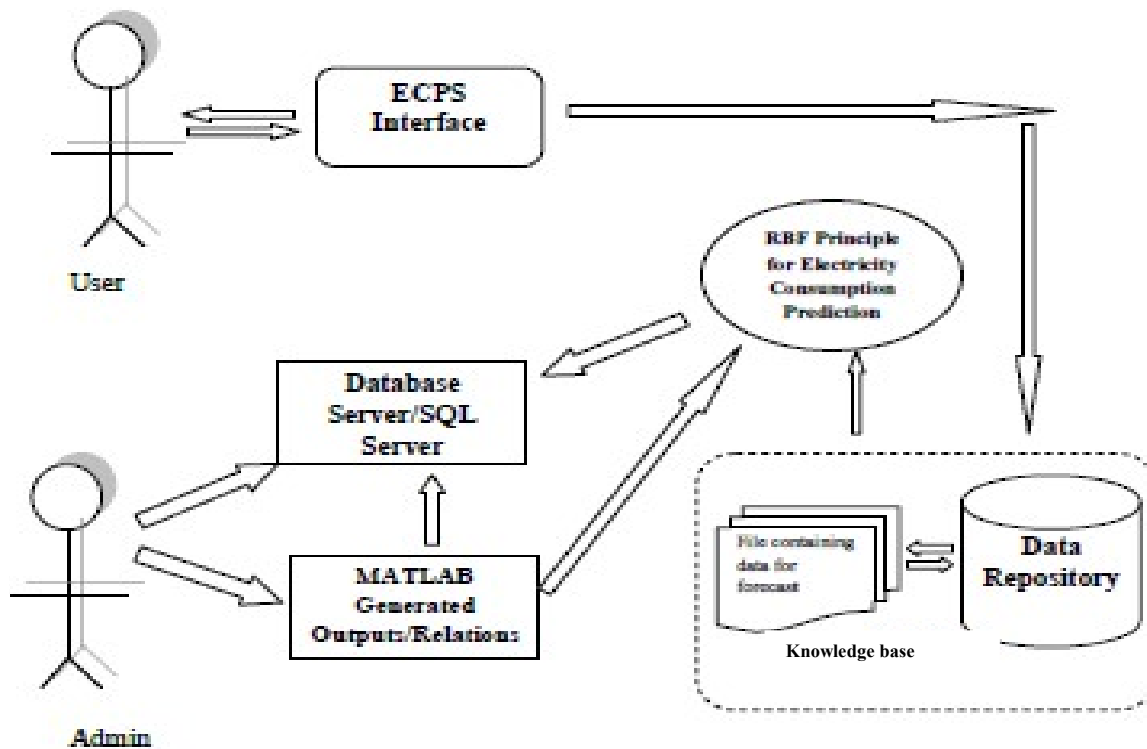 ECPS
Interface
User
RBF Principle
for Electricity
Consumption
Prediction
Database
Server/SQL
Server
MATLAB
Generated
Outputs/Relations
File containing
data for
forecast
Data
Repository
Knowledge base
Admin